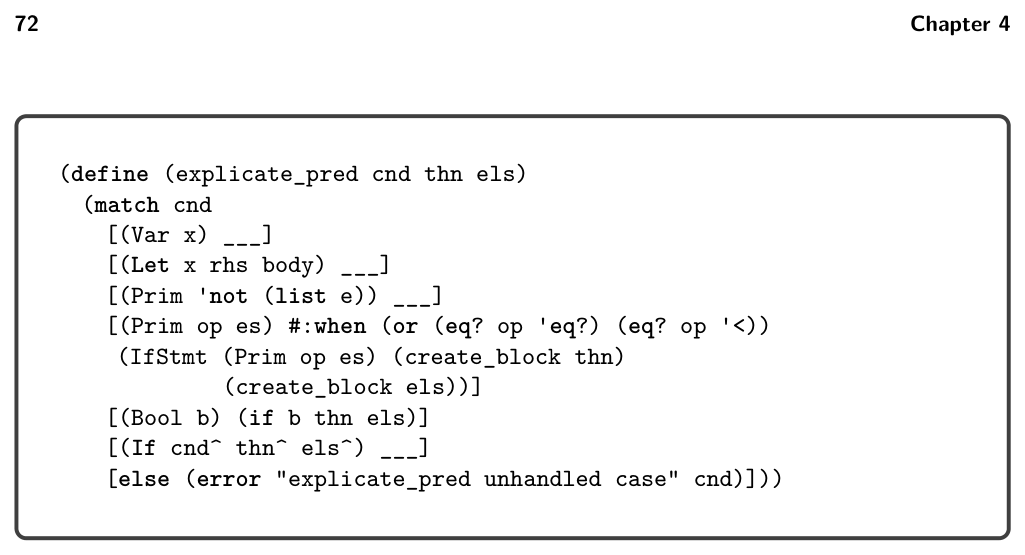 72 Chapter 4
(define (explicate_pred cnd thn els)
  (match cnd
    [(Var x) ___]
    [(Let x rhs body) ___]
    [(Prim 'not (list e)) ___]
    [(Prim op es) #:when (or (eq? op 'eq?) (eq? op '<))
     (IfStmt (Prim op es) (create_block thn)
              (create_block els))]
    [(Bool b) (if b thn els)]
    [(If cnd^ thn^ els^) ___]
    [else (error "explicate_pred unhandled case" cnd)]))